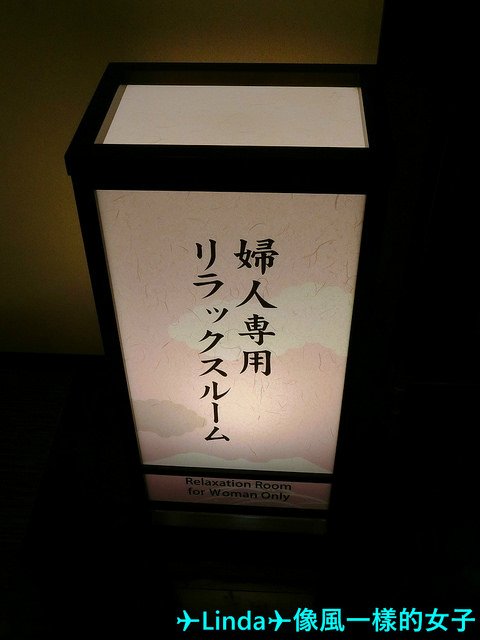 婦人専用
リラックスルーム
Relaxation Room
for Woman Only
✈Linda✈像風一樣的女子